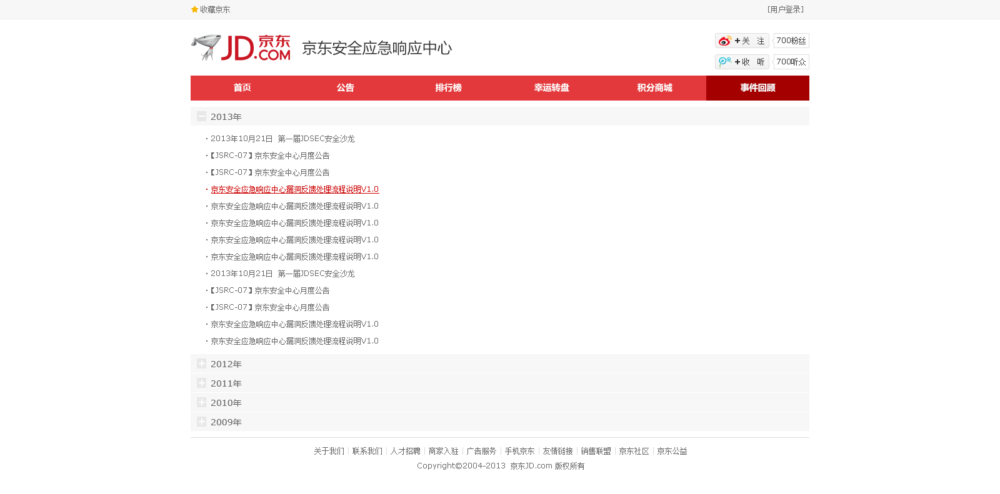 收藏京东 [用户登录]
JD.COM 京东 京东安全应急响应中心
+关 注 700粉丝
+收 听 700听众
首页 公告 排行榜 幸运转盘 积分商城 事件回顾
2013年
· 2013年10月21日 第一届JDSEC安全沙龙
·【JSRC-07】京东安全中心月度公告
·【JSRC-07】京东安全中心月度公告
· 京东安全应急响应中心漏洞反馈处理流程说明V1.0
· 京东安全应急响应中心漏洞反馈处理流程说明V1.0
· 京东安全应急响应中心漏洞反馈处理流程说明V1.0
· 京东安全应急响应中心漏洞反馈处理流程说明V1.0
· 京东安全应急响应中心漏洞反馈处理流程说明V1.0
· 2013年10月21日 第一届JDSEC安全沙龙
·【JSRC-07】京东安全中心月度公告
·【JSRC-07】京东安全中心月度公告
· 京东安全应急响应中心漏洞反馈处理流程说明V1.0
· 京东安全应急响应中心漏洞反馈处理流程说明V1.0
2012年
2011年
2010年
2009年
关于我们 | 联系我们 | 人才招聘 | 商家入驻 | 广告服务 | 手机京东 | 友情链接 | 销售联盟 | 京东社区 | 京东公益
Copyright©2004-2013 京东JD.com 版权所有